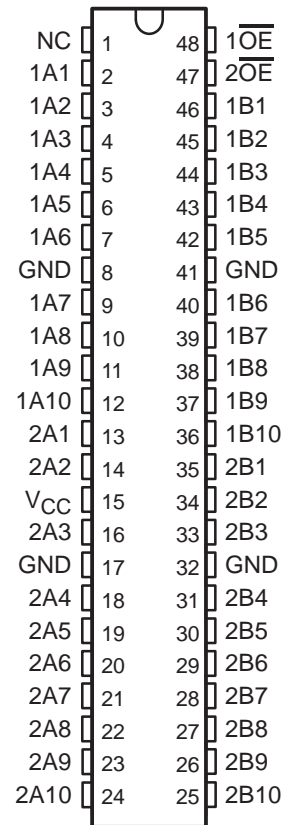 NC 1 48 1O̅E̅
1A1 2 47 2O̅E̅
1A2 3 46 1B1
1A3 4 45 1B2
1A4 5 44 1B3
1A5 6 43 1B4
1A6 7 42 1B5
GND 8 41 GND
1A7 9 40 1B6
1A8 10 39 1B7
1A9 11 38 1B8
1A10 12 37 1B9
2A1 13 36 1B10
2A2 14 35 2B1
VCC 15 34 2B2
2A3 16 33 2B3
GND 17 32 GND
2A4 18 31 2B4
2A5 19 30 2B5
2A6 20 29 2B6
2A7 21 28 2B7
2A8 22 27 2B8
2A9 23 26 2B9
2A10 24 25 2B10